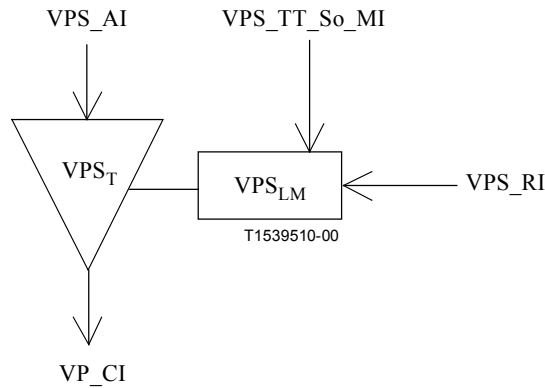 VPS_AI
VPS_TT_So_MI
VPS_T
VPS_LM
VPS_RI
T1539510-00
VP_CI